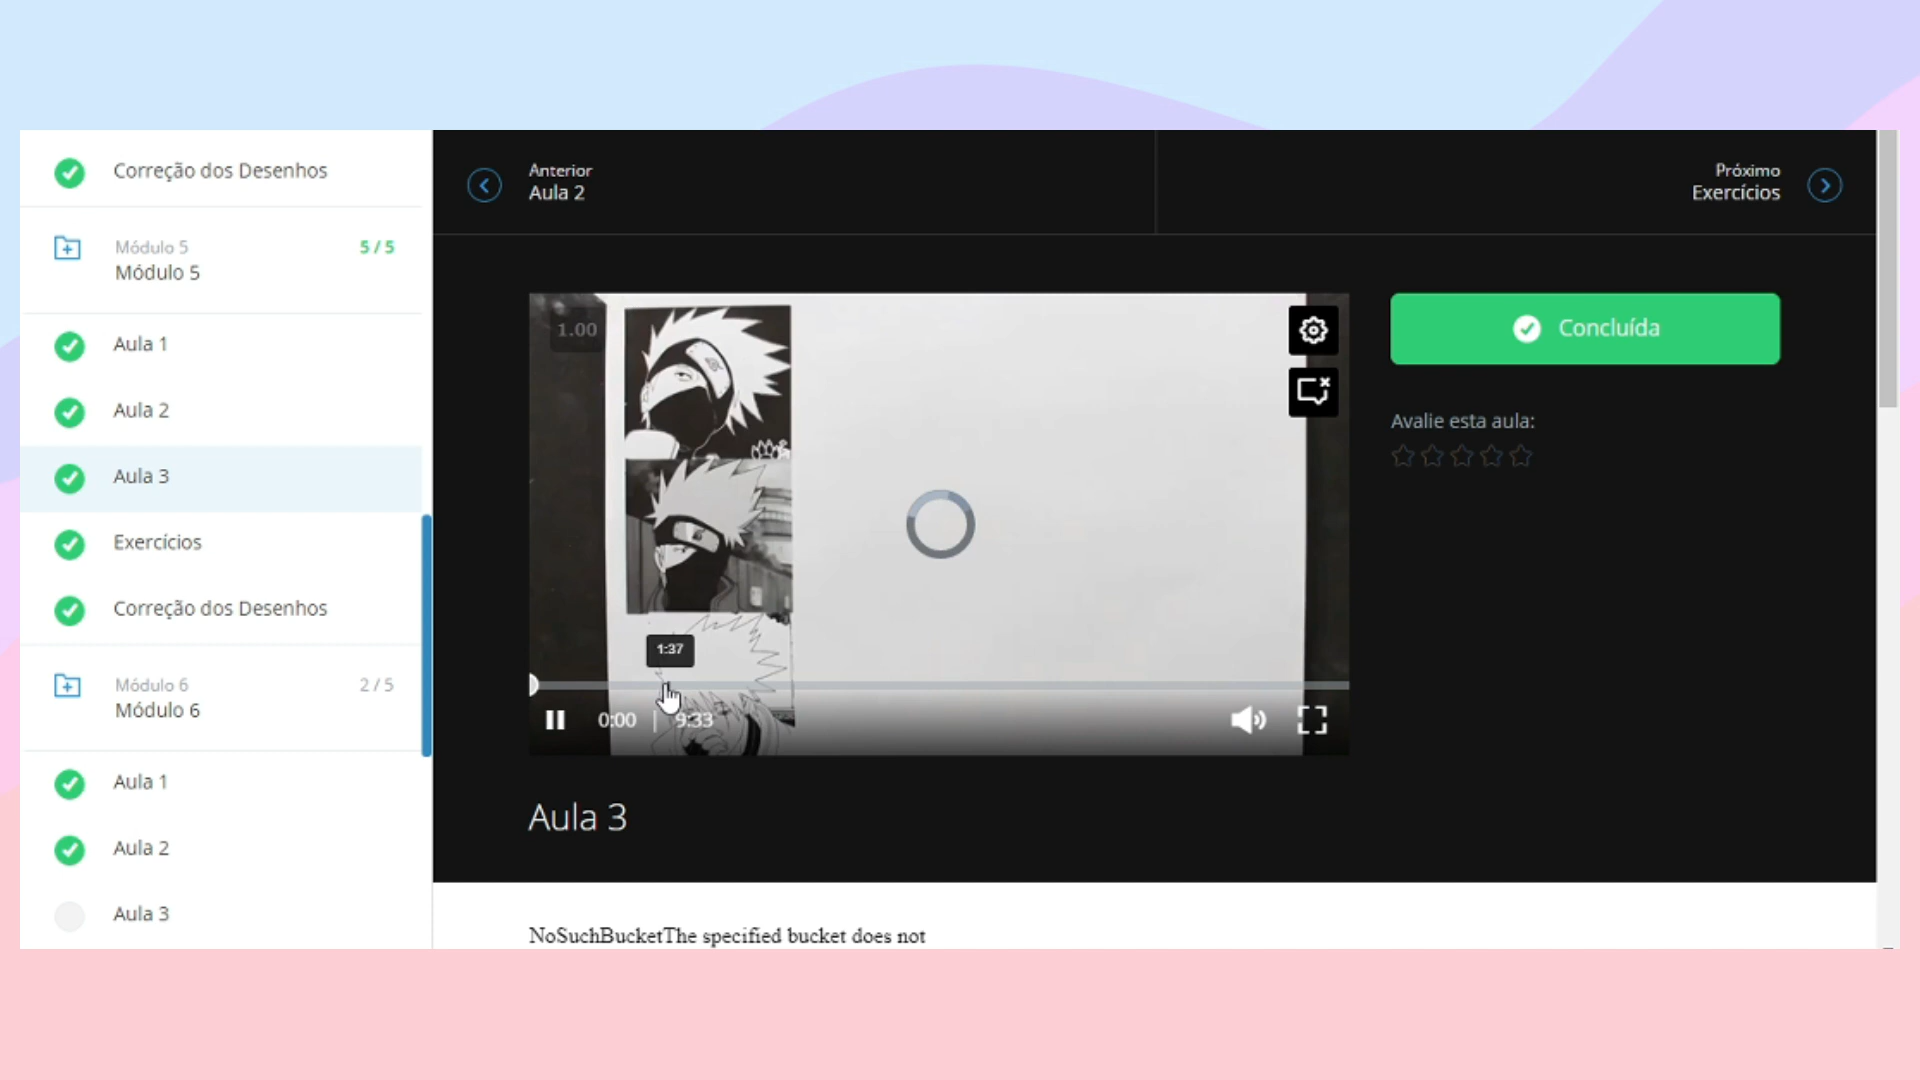 Correção dos Desenhos
Módulo 5
5 / 5
Módulo 5
Aula 1
Aula 2
Aula 3
Exercícios
Correção dos Desenhos
Módulo 6
2 / 5
Módulo 6
Aula 1
Aula 2
Aula 3
Anterior
Aula 2
Próximo
Exercícios
1.00
1:37
0:00 | 9:33
Concluída
Avalie esta aula:
Aula 3
NoSuchBucketThe specified bucket does not